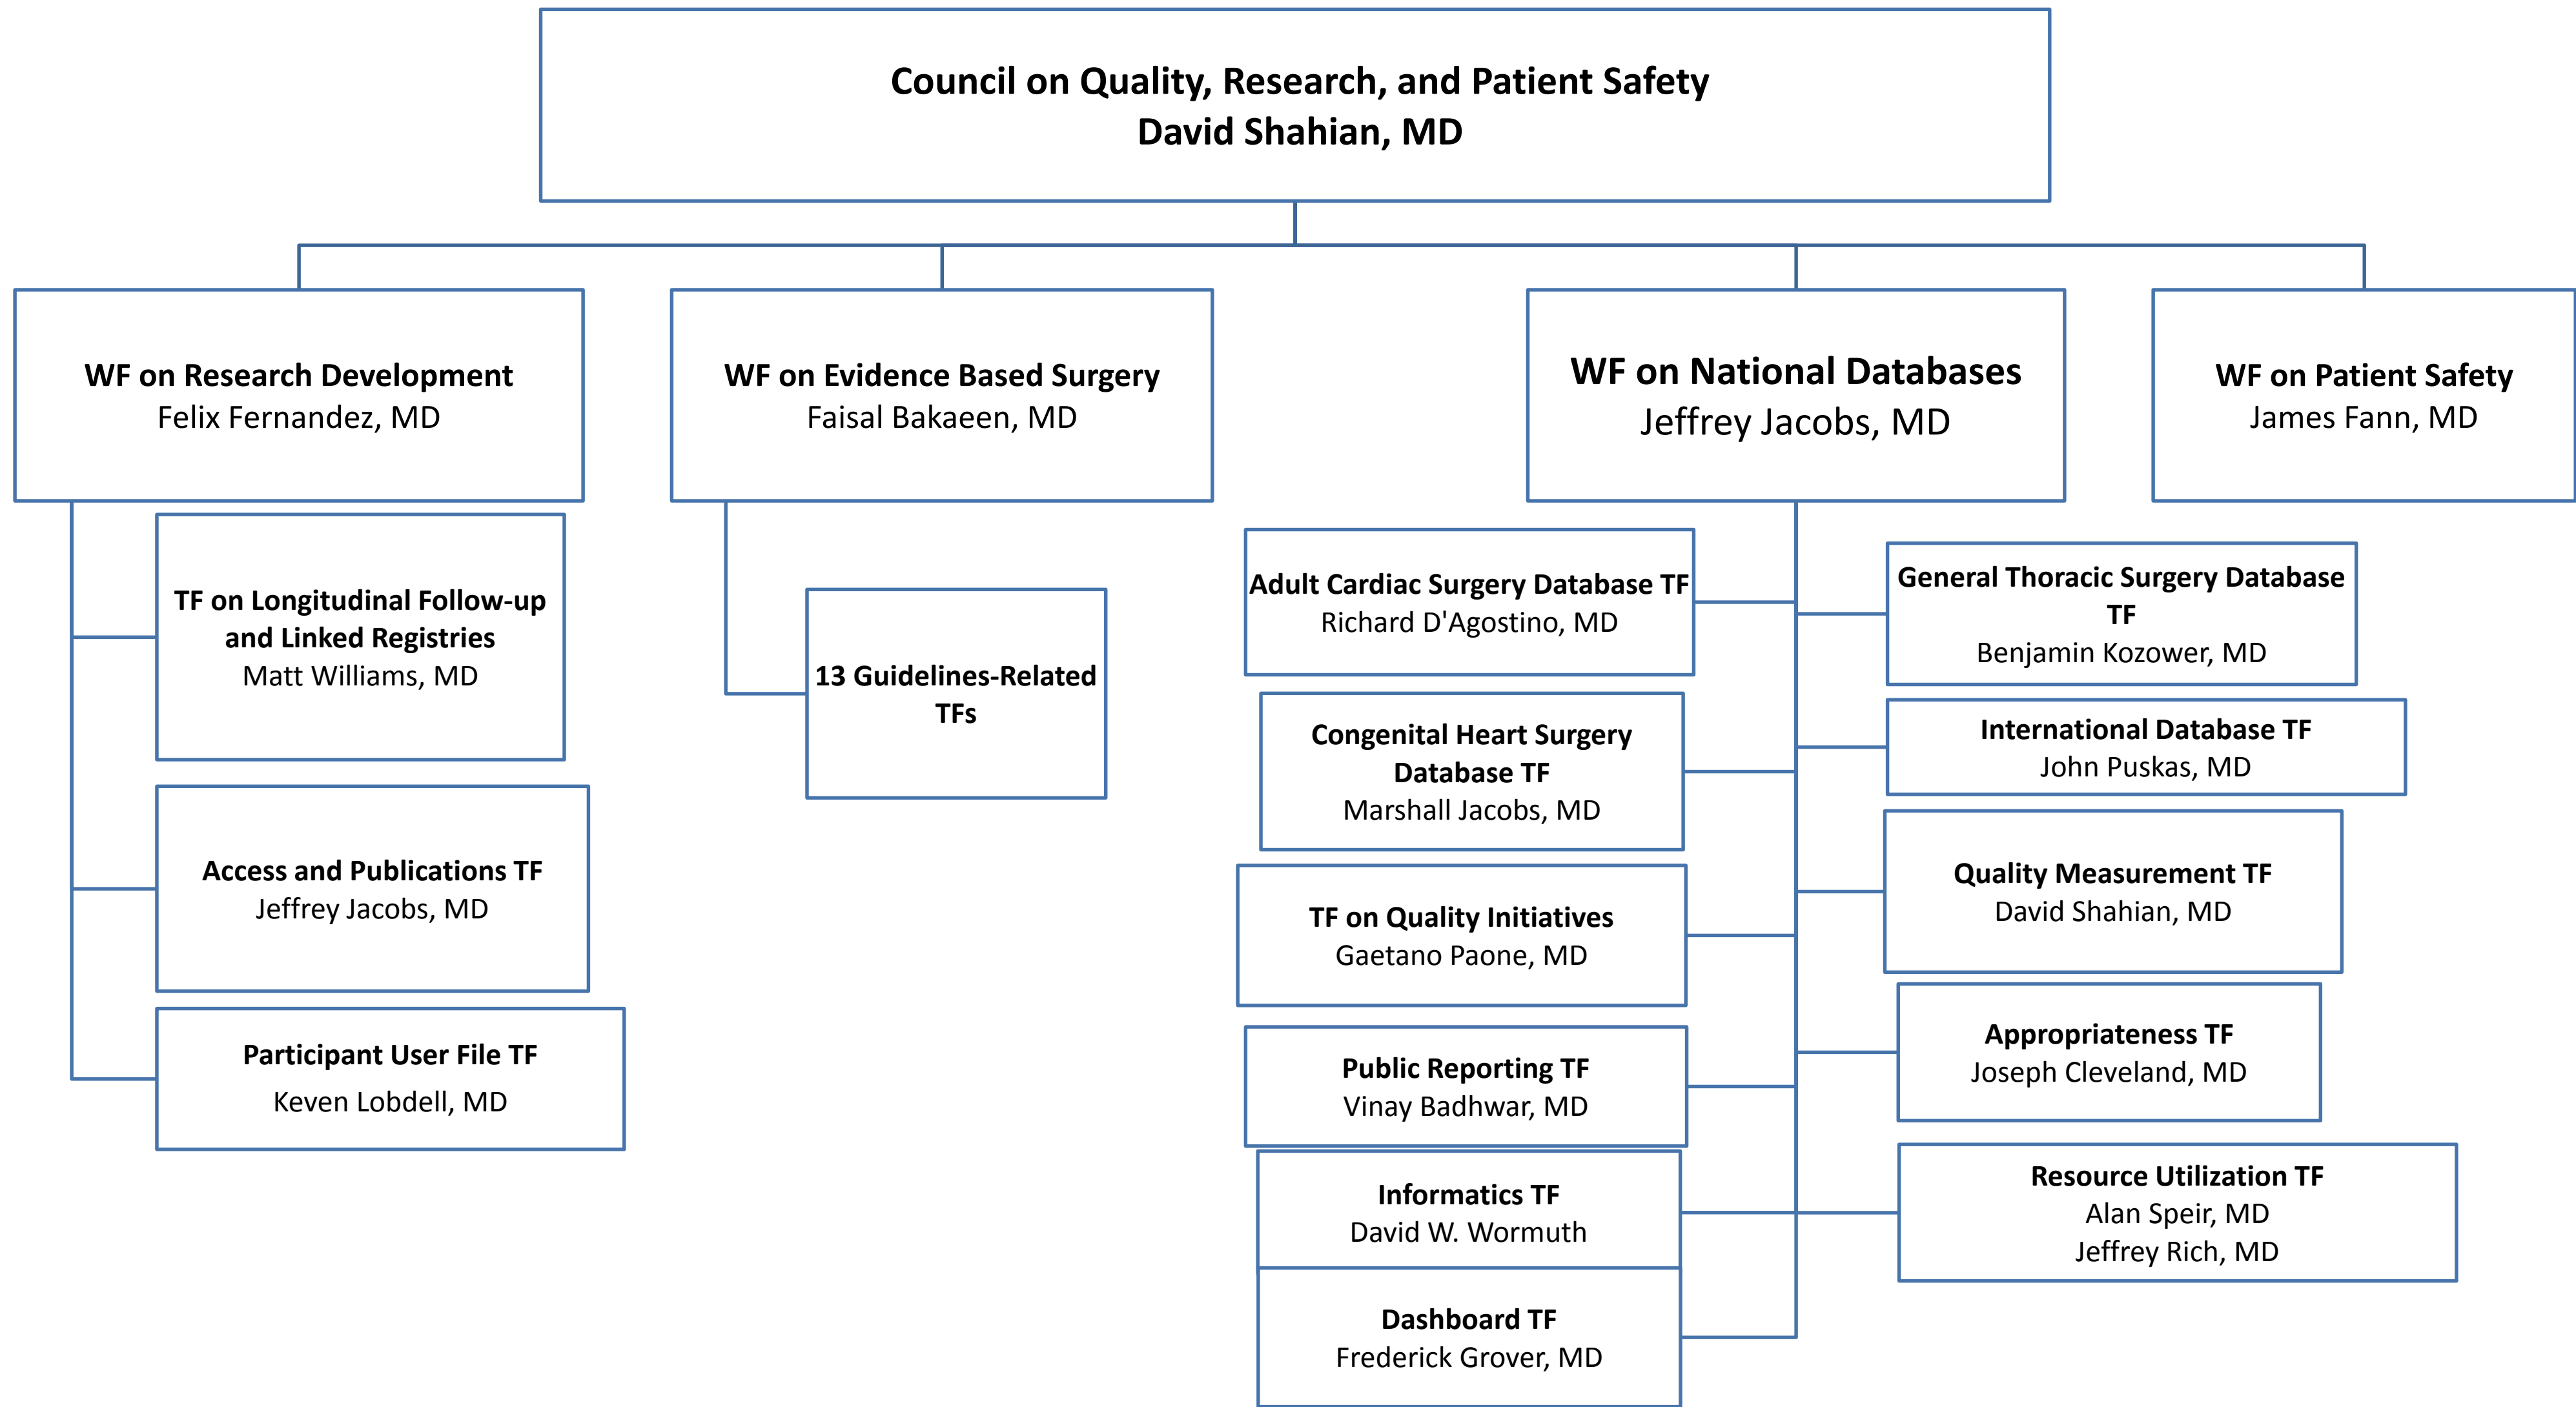 Council on Quality, Research, and Patient Safety
David Shahian, MD
WF on Research Development
Felix Fernandez, MD
WF on Evidence Based Surgery
Faisal Bakaeen, MD
WF on National Databases
Jeffrey Jacobs, MD
WF on Patient Safety
James Fann, MD
TF on Longitudinal Follow-up
and Linked Registries
Matt Williams, MD
Access and Publications TF
Jeffrey Jacobs, MD
Participant User File TF
Keven Lobdell, MD
13 Guidelines-Related
TFs
Adult Cardiac Surgery Database TF
Richard D'Agostino, MD
Congenital Heart Surgery
Database TF
Marshall Jacobs, MD
TF on Quality Initiatives
Gaetano Paone, MD
Public Reporting TF
Vinay Badhwar, MD
Informatics TF
David W. Wormuth
Dashboard TF
Frederick Grover, MD
General Thoracic Surgery Database
TF
Benjamin Kozower, MD
International Database TF
John Puskas, MD
Quality Measurement TF
David Shahian, MD
Appropriateness TF
Joseph Cleveland, MD
Resource Utilization TF
Alan Speir, MD
Jeffrey Rich, MD